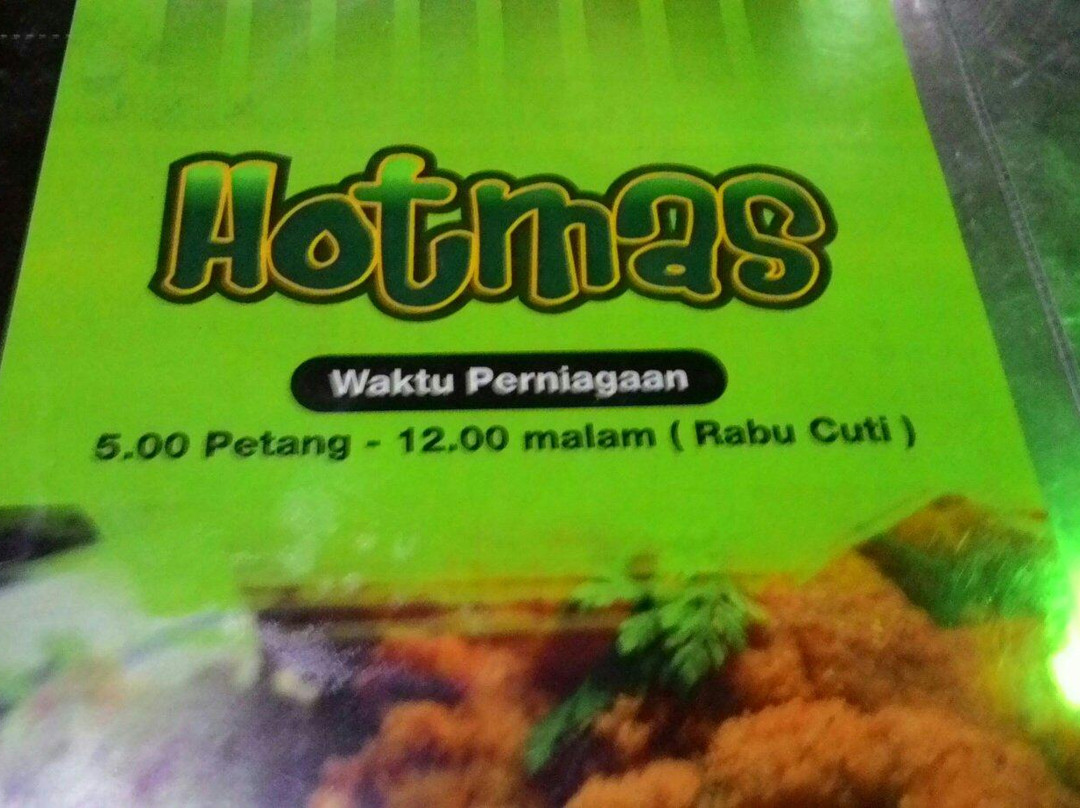 Hotmas
Waktu Perniagaan
5.00 Petang - 12.00 malam ( Rabu Cuti )